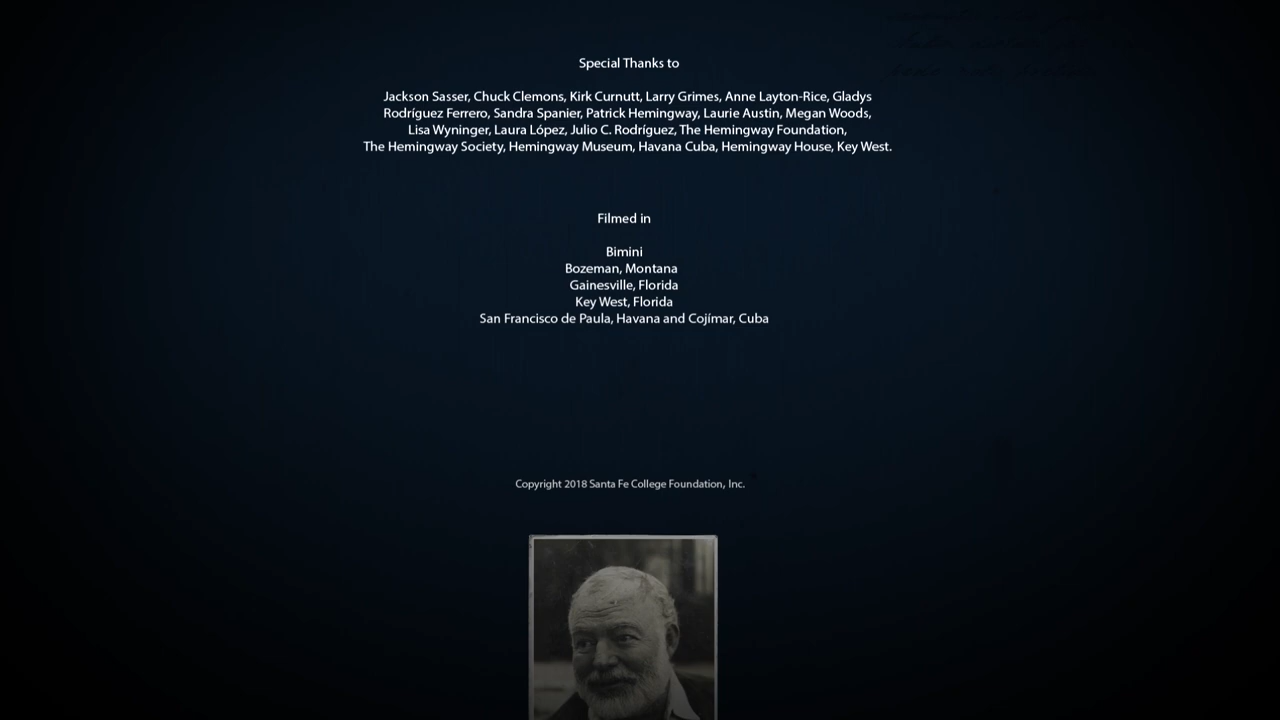 Special Thanks to
Jackson Sasser, Chuck Clemons, Kirk Curnutt, Larry Grimes, Anne Layton-Rice, Gladys
Rodríguez Ferrero, Sandra Spanier, Patrick Hemingway, Laurie Austin, Megan Woods,
Lisa Wyninger, Laura López, Julio C. Rodríguez, The Hemingway Foundation,
The Hemingway Society, Hemingway Museum, Havana Cuba, Hemingway House, Key West.
Filmed in
Bimini
Bozeman, Montana
Gainesville, Florida
Key West, Florida
San Francisco de Paula, Havana and Cojímar, Cuba
Copyright 2018 Santa Fe College Foundation, Inc.